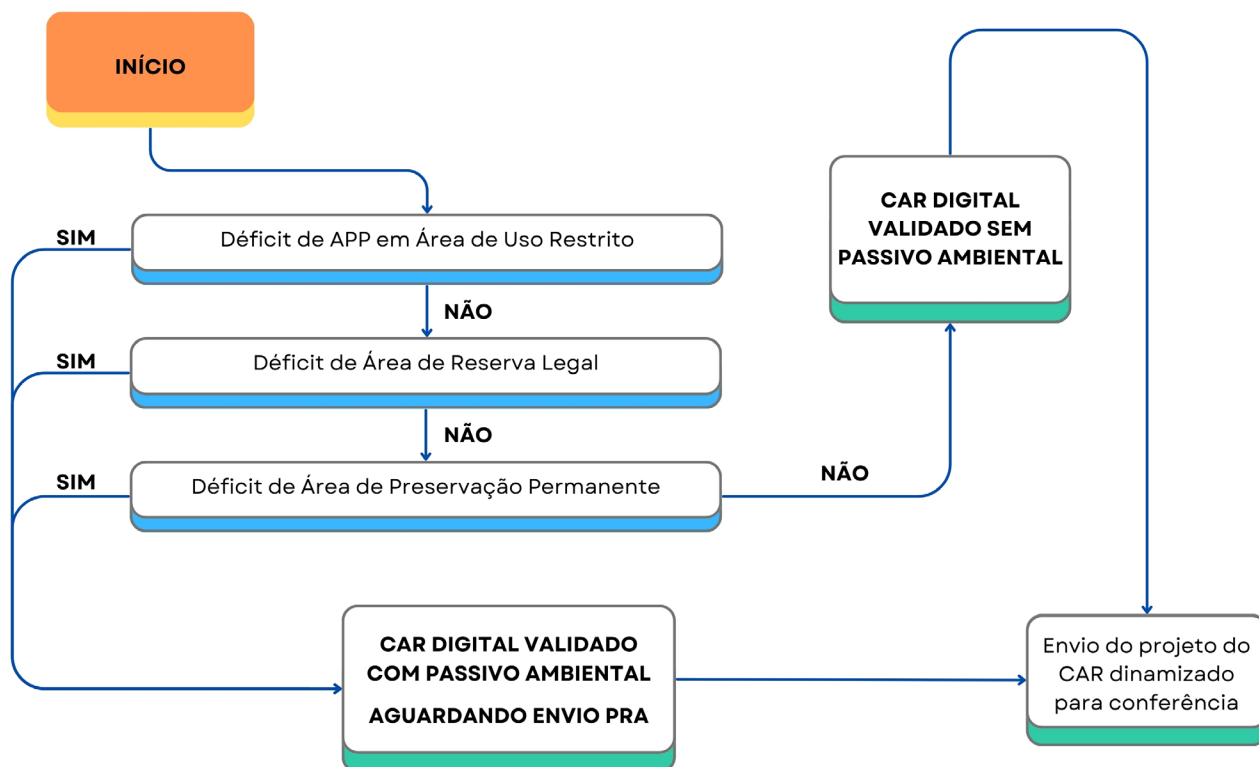 INÍCIO
SIM
Déficit de APP em Área de Uso Restrito
NÃO
SIM
Déficit de Área de Reserva Legal
NÃO
SIM
Déficit de Área de Preservação Permanente
NÃO
CAR DIGITAL
VALIDADO SEM
PASSIVO AMBIENTAL
CAR DIGITAL VALIDADO
COM PASSIVO AMBIENTAL
AGUARDANDO ENVIO PRA
Envio do projeto do
CAR dinamizado
para conferência